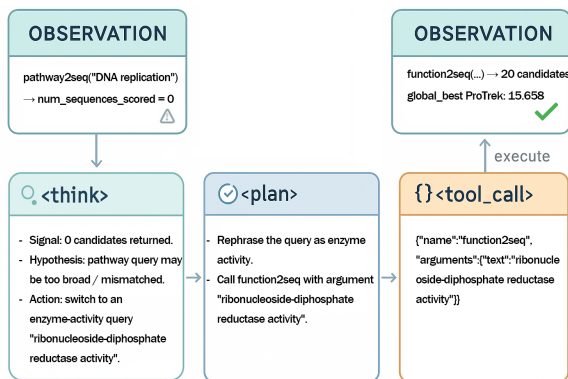 OBSERVATION
pathway2seq("DNA replication")
→ num_sequences_scored = 0
OBSERVATION
function2seq(...) → 20 candidates
global_best ProTrek: 15.658
execute
<think>
- Signal: 0 candidates returned.
- Hypothesis: pathway query may
be too broad / mismatched.
- Action: switch to an
enzyme-activity query
"ribonucleoside-diphosphate
reductase activity".
<plan>
- Rephrase the query as enzyme
activity.
- Call function2seq with argument
"ribonucleoside-diphosphate
reductase activity".
{} <tool_call>
{"name":"function2seq",
"arguments":{"text":"ribonucle
oside-diphosphate reductase
activity"}}